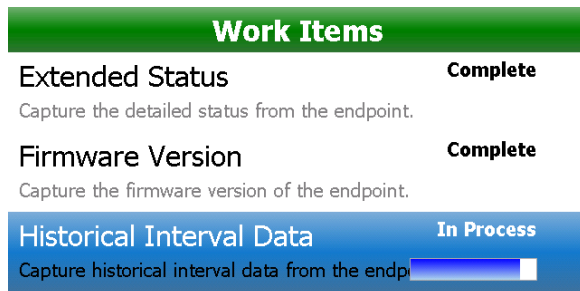 Work Items
Extended Status
Complete
Capture the detailed status from the endpoint.
Firmware Version
Complete
Capture the firmware version of the endpoint.
Historical Interval Data
In Process
Capture historical interval data from the endp